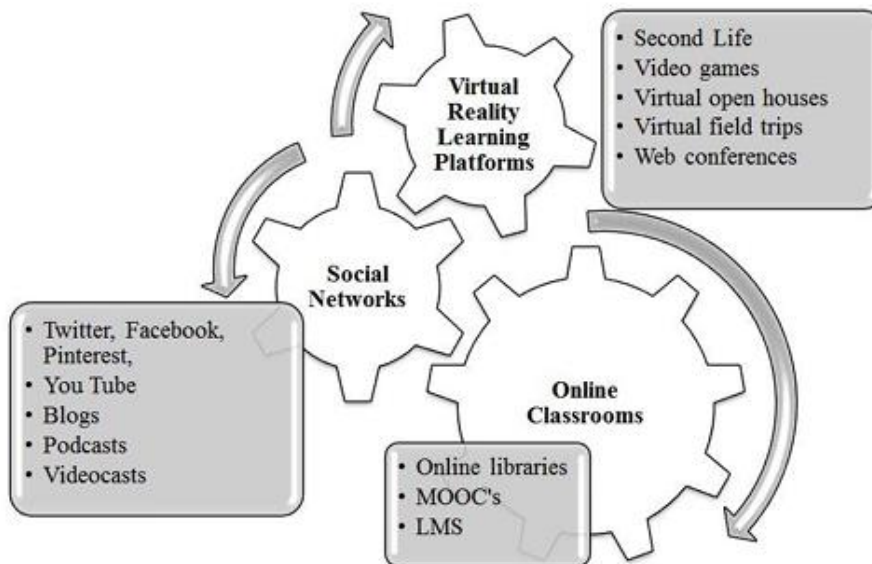 Virtual
Reality
Learning
Platforms
• Second Life
• Video games
• Virtual open houses
• Virtual field trips
• Web conferences
Social
Networks
• Twitter, Facebook,
Pinterest,
• You Tube
• Blogs
• Podcasts
• Videocasts
Online
Classrooms
• Online libraries
• MOOC's
• LMS